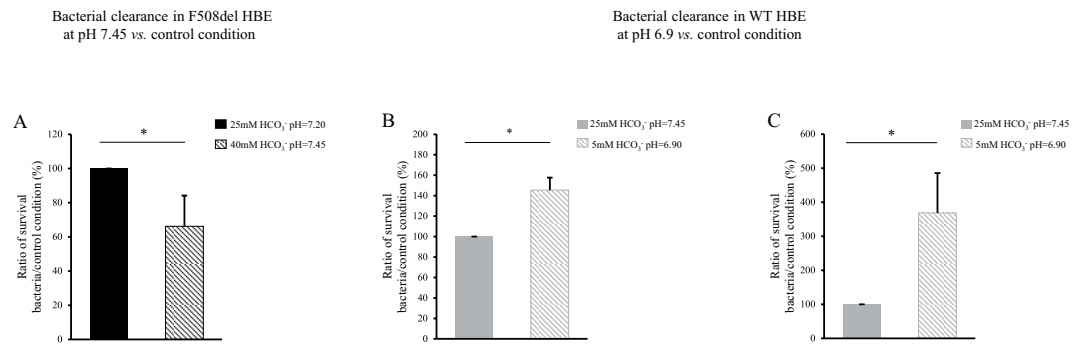 Bacterial clearance in F508del HBE
at pH 7.45 vs. control condition
Bacterial clearance in WT HBE
at pH 6.9 vs. control condition
A
*
25mM HCO₃⁻ pH=7.20
40mM HCO₃⁻ pH=7.45
Ratio of survival
bacteria/control condition (%)
120
100
80
60
40
20
0
B
*
25mM HCO₃⁻ pH=7.45
5mM HCO₃⁻ pH=6.90
Ratio of survival
bacteria/control condition (%)
200
180
160
140
120
100
80
60
40
20
0
C
*
25mM HCO₃⁻ pH=7.45
5mM HCO₃⁻ pH=6.90
Ratio of survival
bacteria/control condition (%)
600
500
400
300
200
100
0